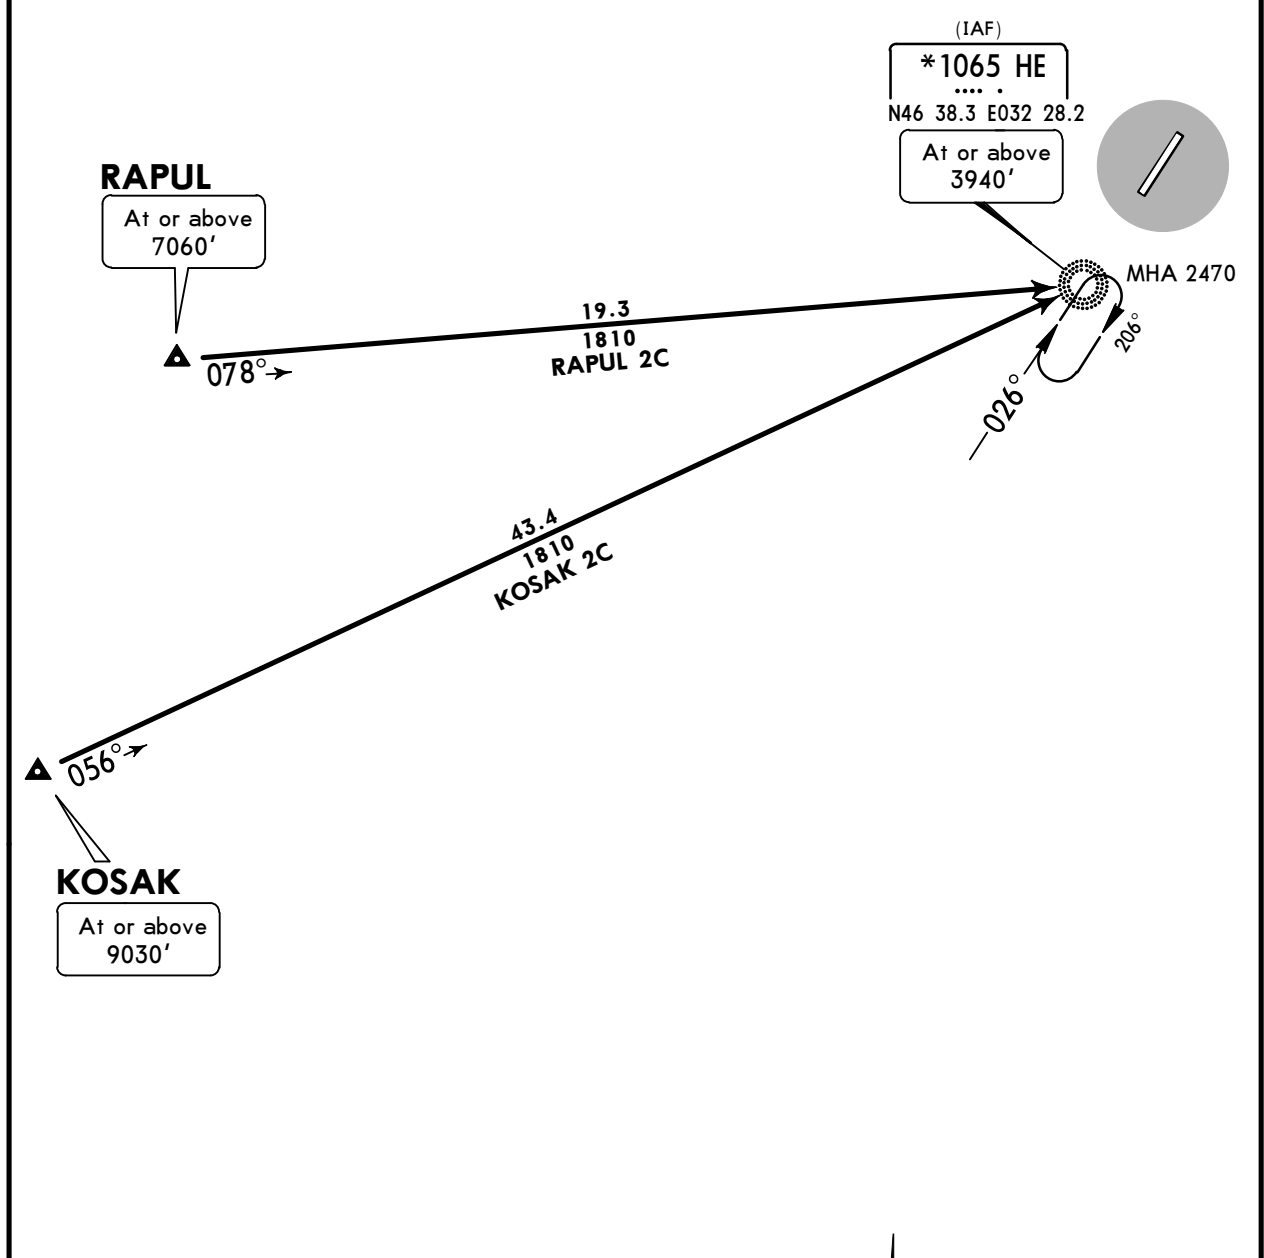 (IAF)
*1065 HE
N46 38.3 E032 28.2
At or above
3940'
RAPUL
At or above
7060'
MHA 2470
206°
026°
19.3
1810
RAPUL 2C
078°
43.4
1810
KOSAK 2C
056°
KOSAK
At or above
9030'